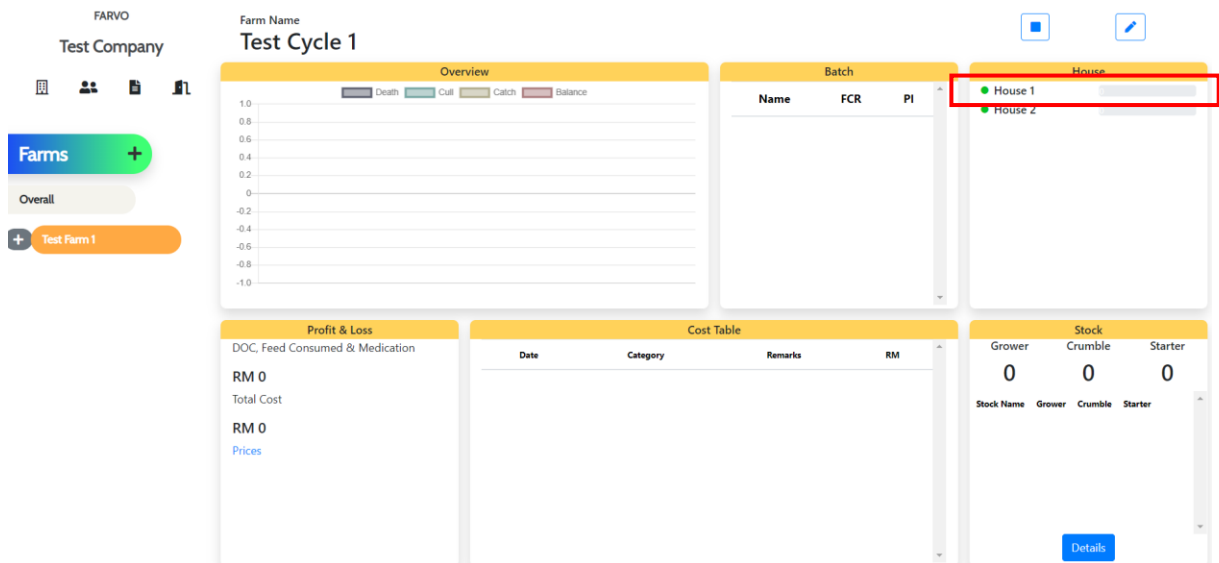 FARVO
Test Company
Farms +
Overall
+ Test Farm 1
Farm Name
Test Cycle 1
Overview
Death Cull Catch Balance
1.0
0.8
0.6
0.4
0.2
0
-0.2
-0.4
-0.6
-0.8
-1.0
Batch
Name FCR PI
House
House 1
House 2
Profit & Loss
DOC, Feed Consumed & Medication
RM 0
Total Cost
RM 0
Prices
Cost Table
Date Category Remarks RM
Stock
Grower Crumble Starter
0 0 0
Stock Name Grower Crumble Starter
Details